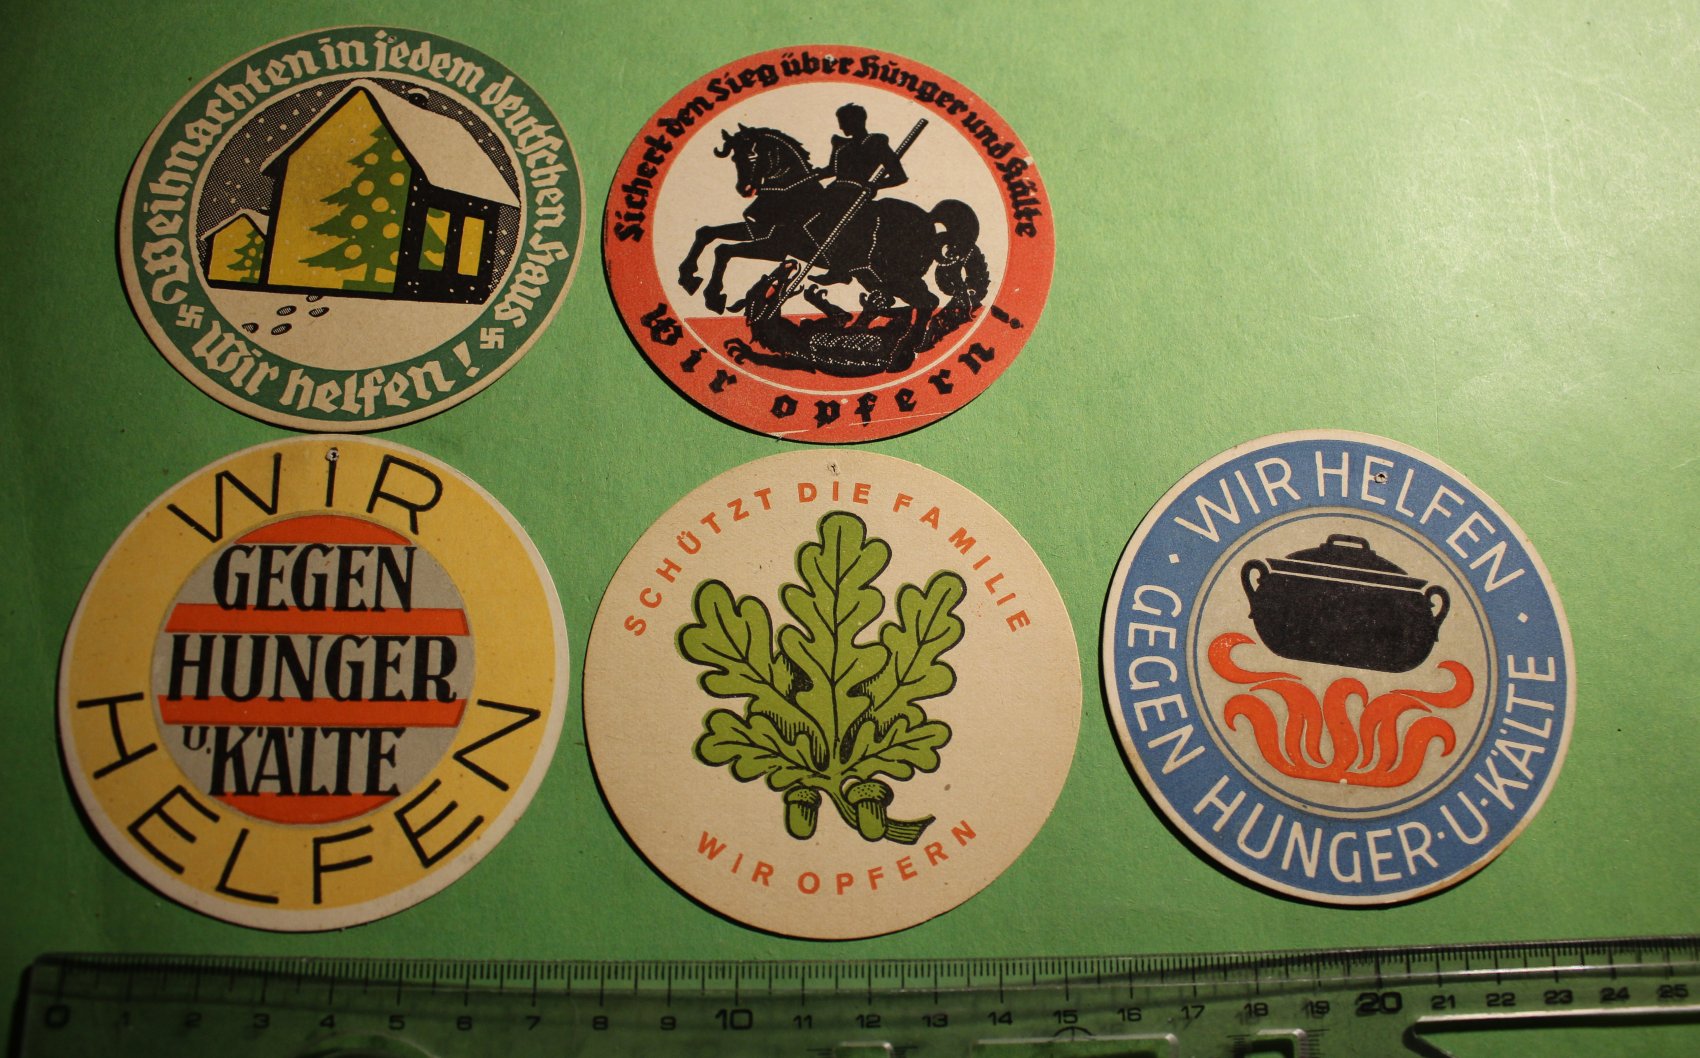 Weihnachten in jedem deutschen Haus
Wir helfen!
Sichert den Sieg über Hunger und Kälte
Wir opfern!
WIR
GEGEN
HUNGER
U. KÄLTE
HELFEN
SCHÜTZT DIE FAMILIE
WIR OPFERN
· WIR HELFEN ·
GEGEN HUNGER · U · KÄLTE
0 1 2 3 4 5 6 7 8 9 10 11 12 13 14 15 16 17 18 19 20 21 22 23 24 25